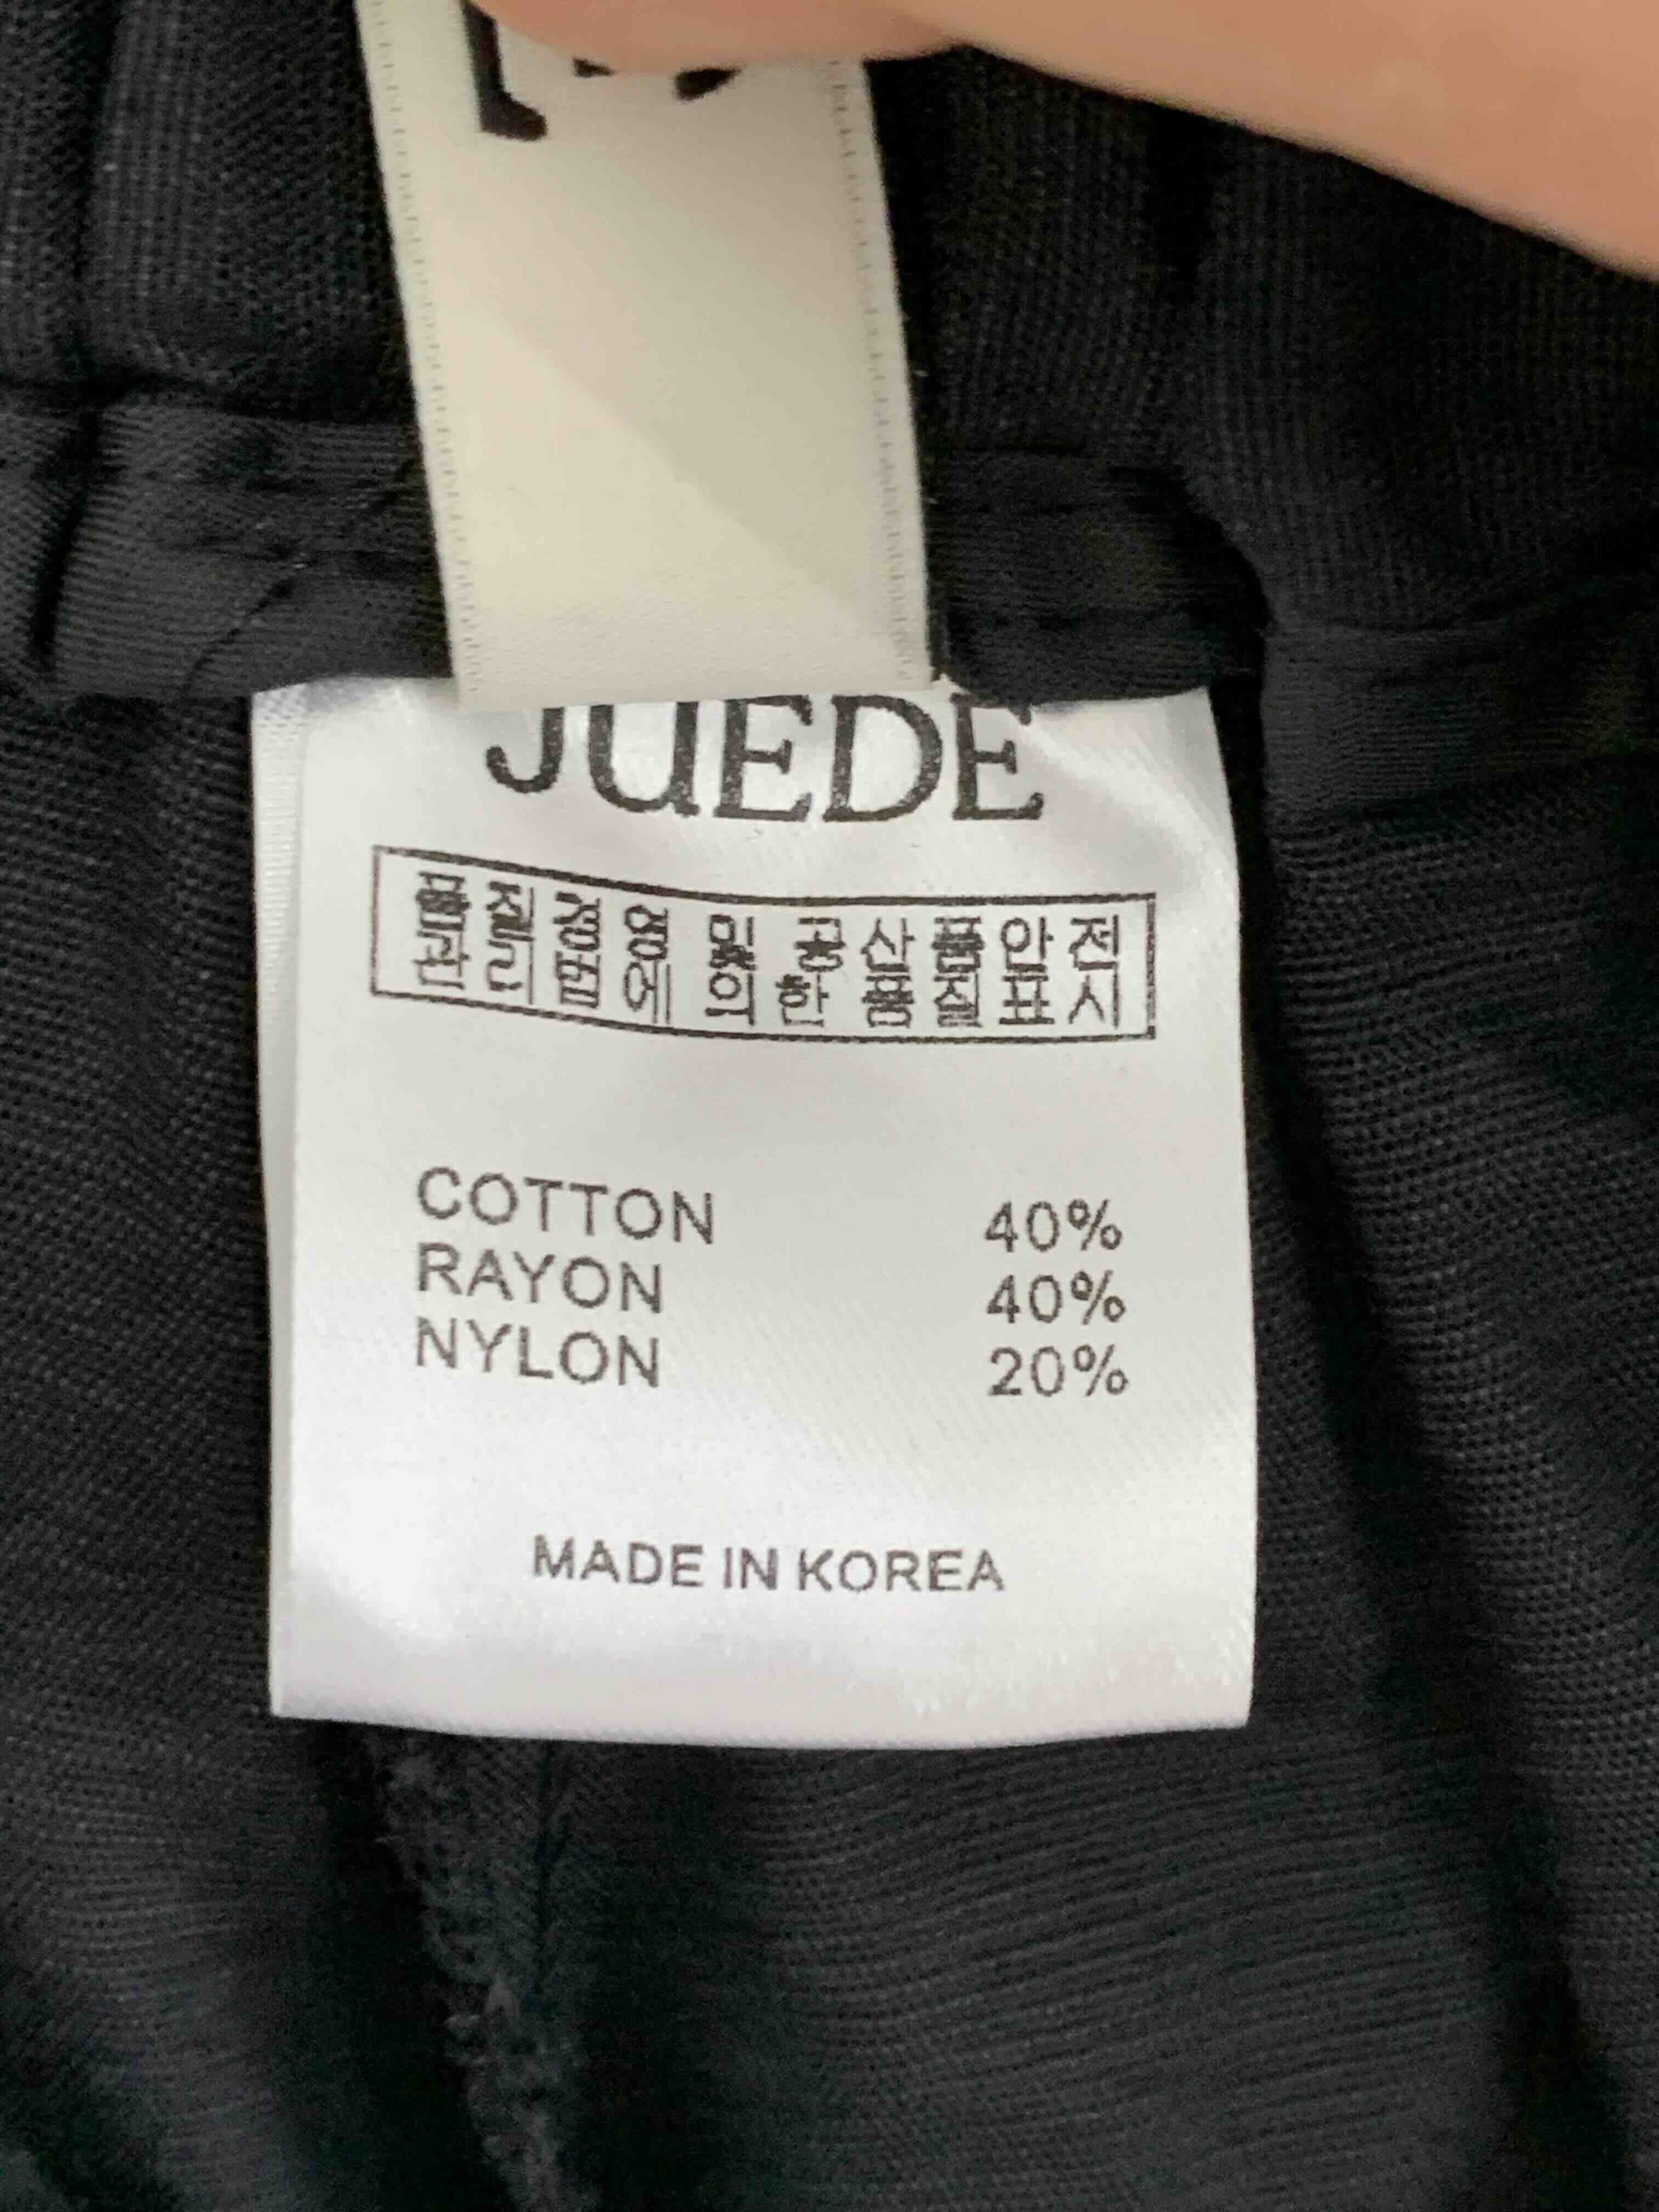 JUEDE
품질경영 및 공산품안전
관리법에 의한 품질표시
COTTON 40%
RAYON 40%
NYLON 20%
MADE IN KOREA